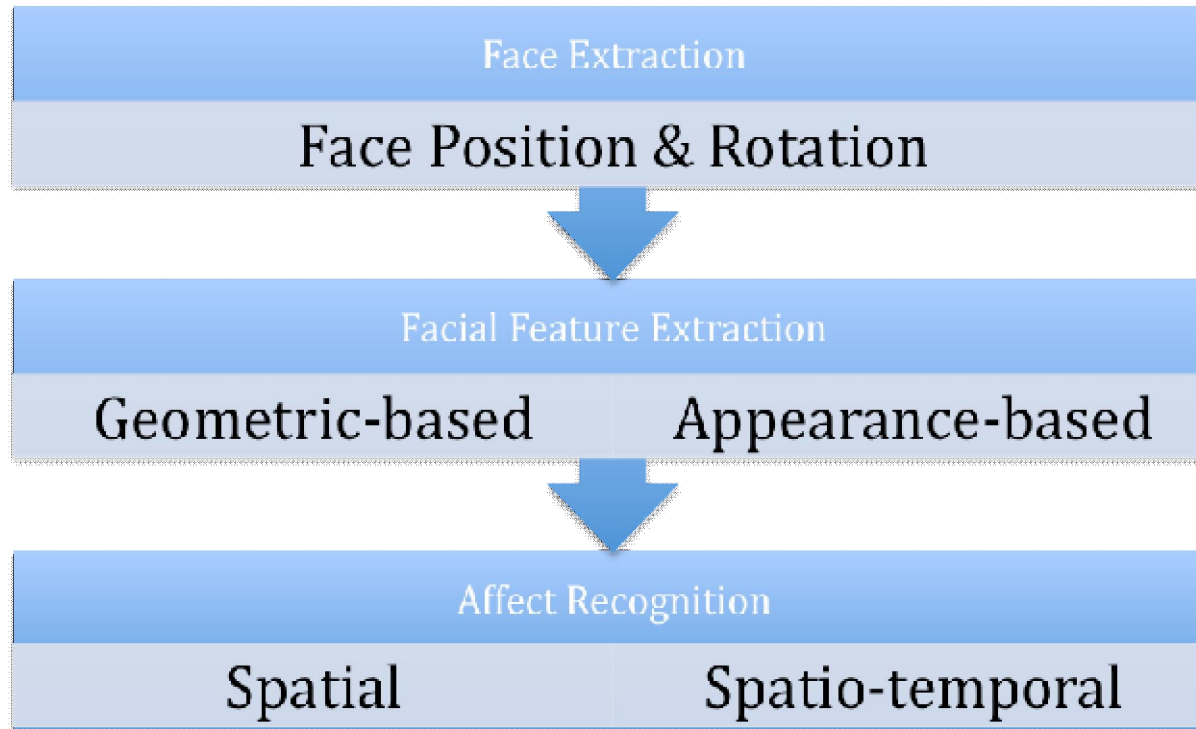 Face Extraction
Face Position & Rotation
Facial Feature Extraction
Geometric-based Appearance-based
Affect Recognition
Spatial Spatio-temporal